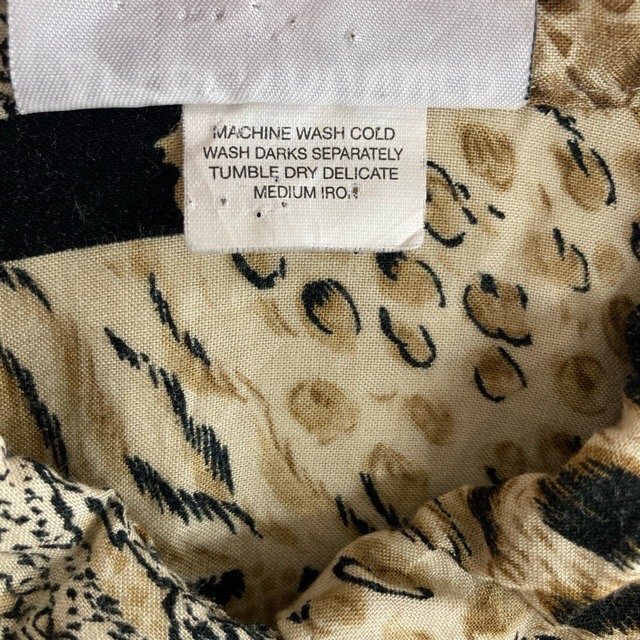 MACHINE WASH COLD
WASH DARKS SEPARATELY
TUMBLE DRY DELICATE
MEDIUM IRON